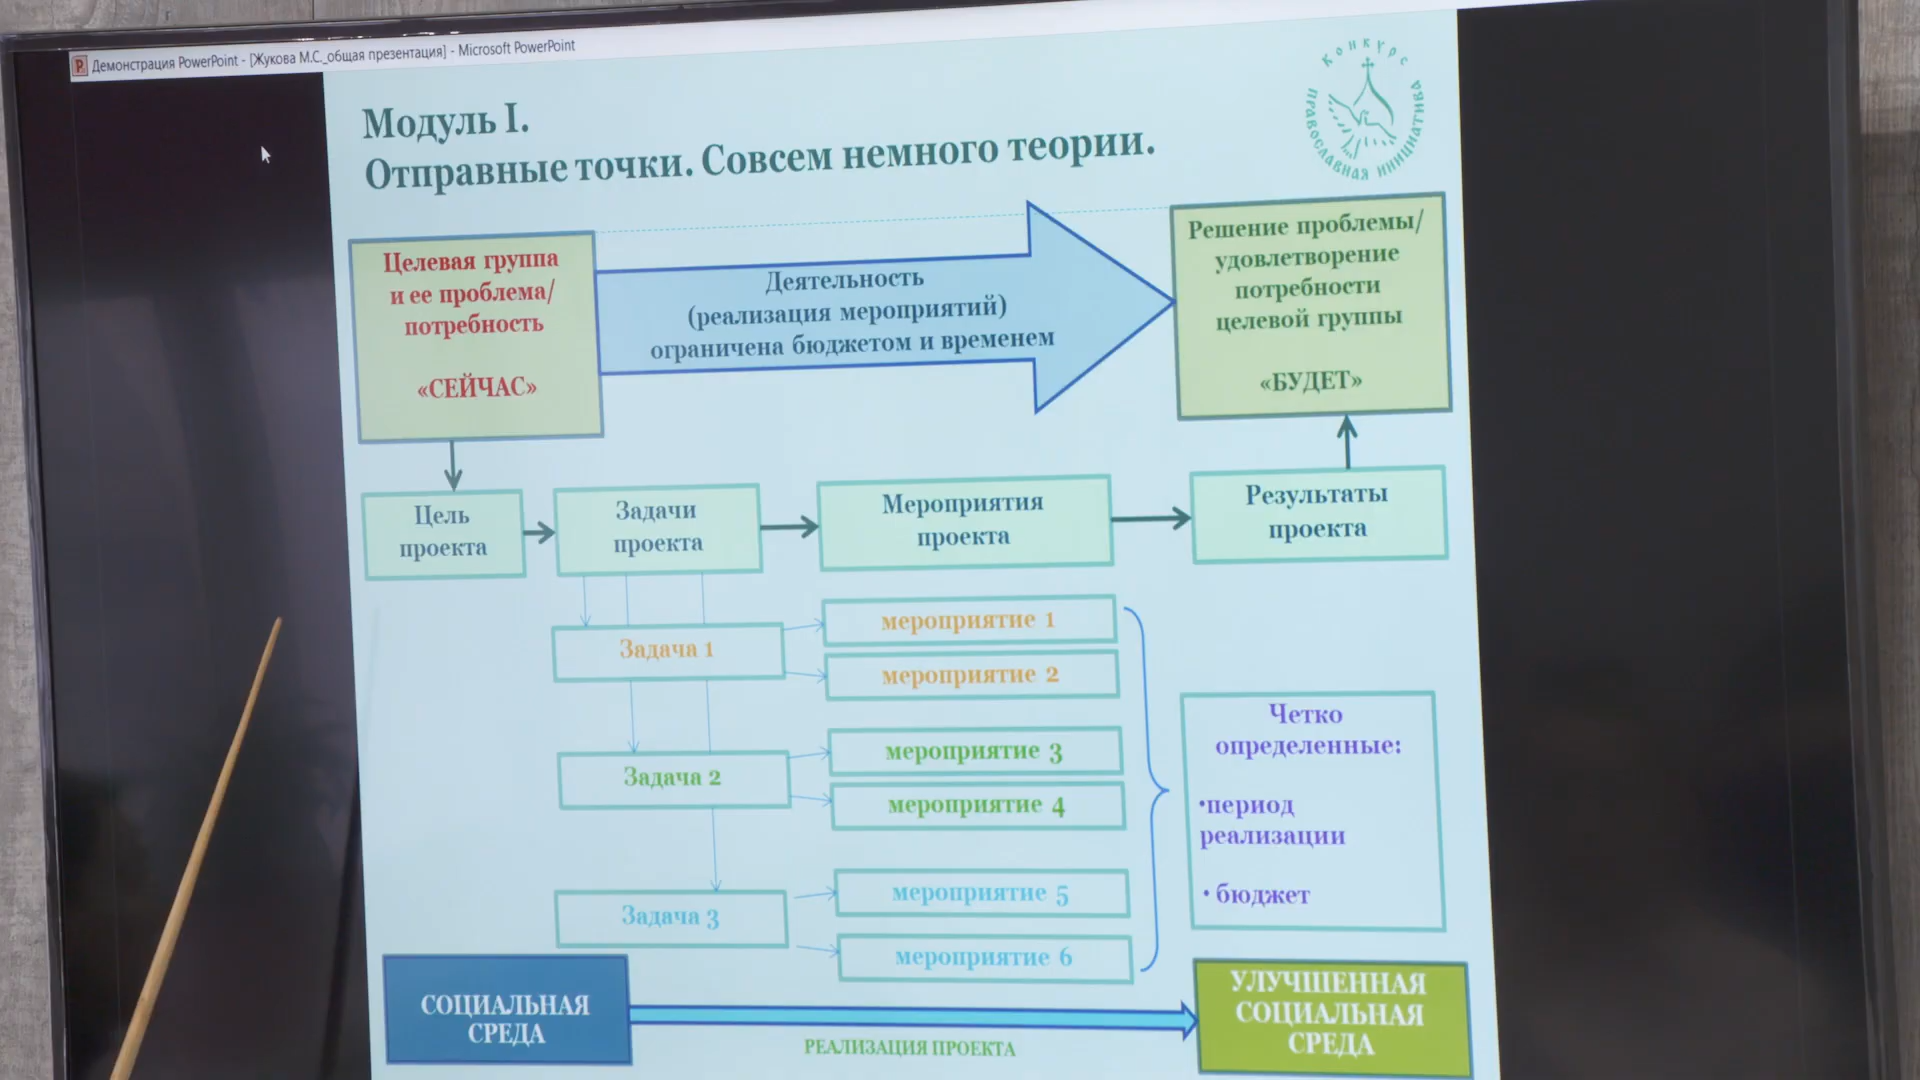 Демонстрация PowerPoint - [Жукова М.С._общая презентация] - Microsoft PowerPoint
Конкурс
Православная инициатива
Модуль I.
Отправные точки. Совсем немного теории.
Целевая группа
и ее проблема/
потребность
«СЕЙЧАС»
Деятельность
(реализация мероприятий)
ограничена бюджетом и временем
Решение проблемы/
удовлетворение
потребности
целевой группы
«БУДЕТ»
Цель
проекта
Задачи
проекта
Мероприятия
проекта
Результаты
проекта
Задача 1
мероприятие 1
мероприятие 2
Задача 2
мероприятие 3
мероприятие 4
Задача 3
мероприятие 5
мероприятие 6
Четко
определенные:
•период
реализации
• бюджет
СОЦИАЛЬНАЯ
СРЕДА
РЕАЛИЗАЦИЯ ПРОЕКТА
УЛУЧШЕННАЯ
СОЦИАЛЬНАЯ
СРЕДА